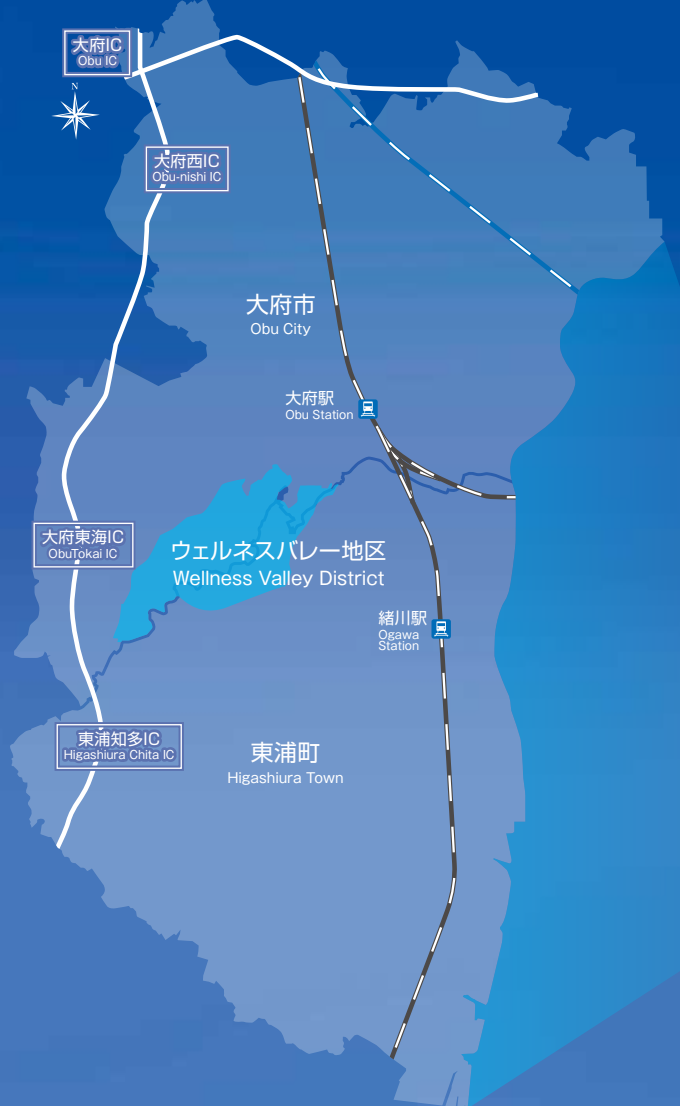 大府IC
Obu IC
N
大府西IC
Obu-nishi IC
大府市
Obu City
大府駅
Obu Station
大府東海IC
ObuTokai IC
ウェルネスバレー地区
Wellness Valley District
緒川駅
Ogawa
Station
東浦知多IC
Higashiura Chita IC
東浦町
Higashiura Town